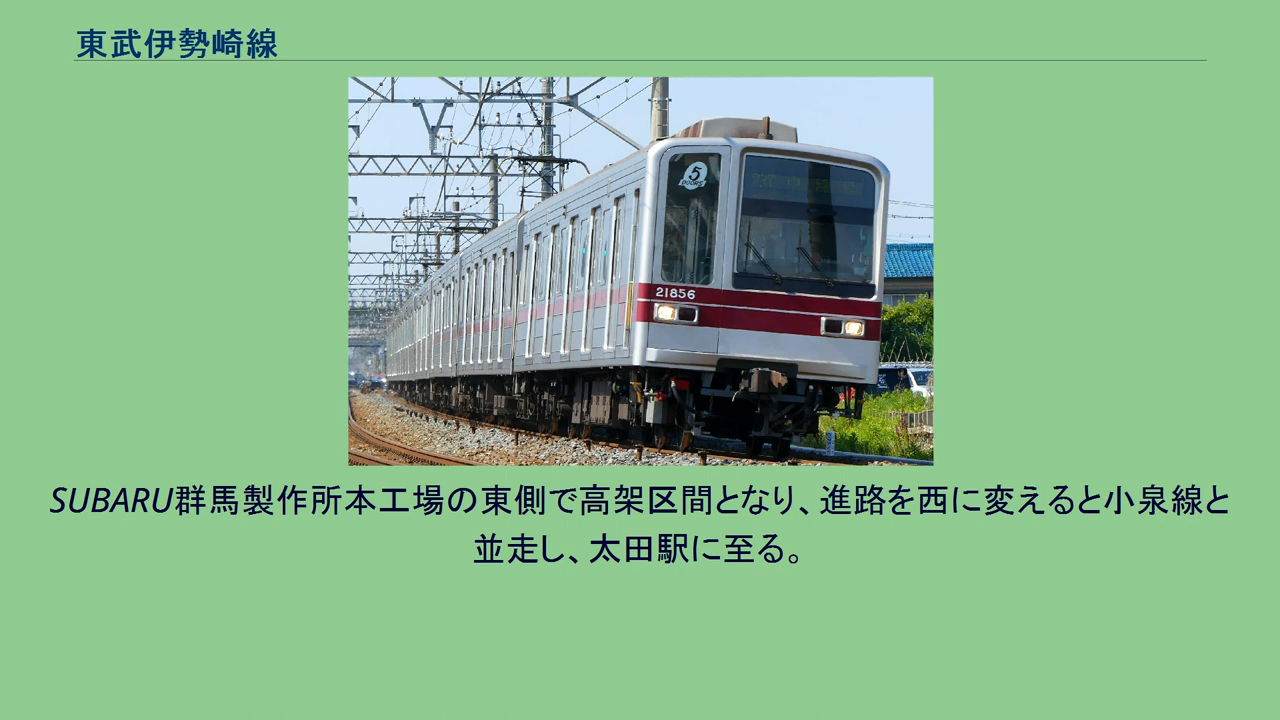 東武伊勢崎線
5
DOORS
21856
SUBARU群馬製作所本工場の東側で高架区間となり、進路を西に変えると小泉線と
並走し、太田駅に至る。